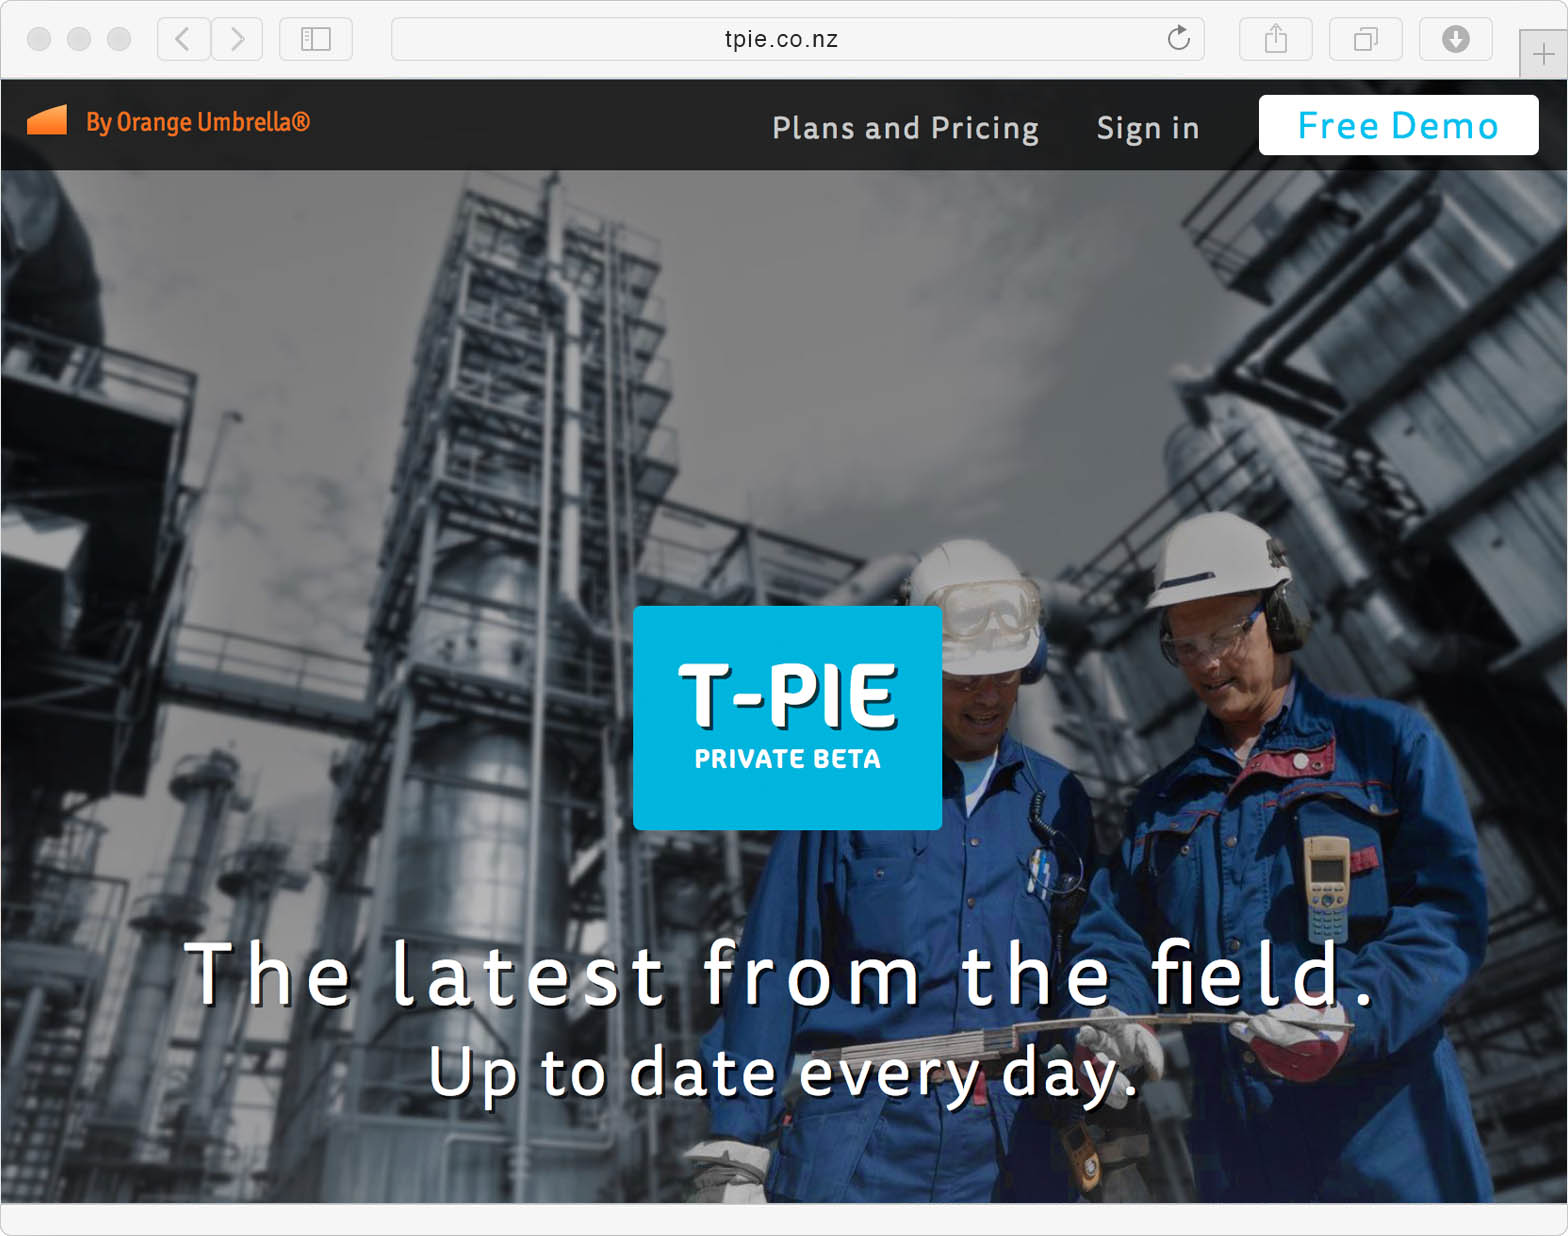 tpie.co.nz
By Orange Umbrella®
Plans and Pricing
Sign in
Free Demo
T-PIE
PRIVATE BETA
The latest from the field.
Up to date every day.